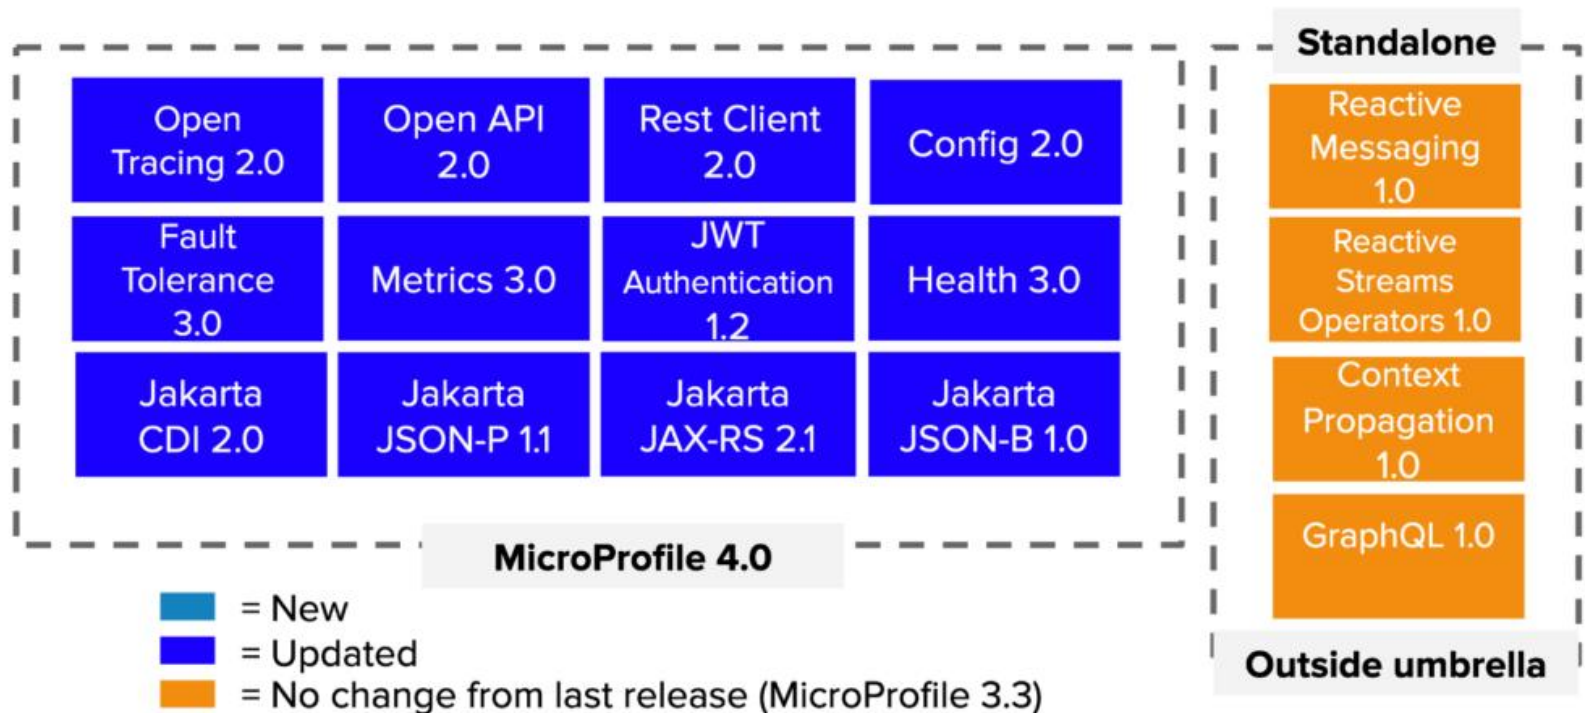 Open
Tracing 2.0
Open API
2.0
Rest Client
2.0
Config 2.0
Fault
Tolerance
3.0
Metrics 3.0
JWT
Authentication
1.2
Health 3.0
Jakarta
CDI 2.0
Jakarta
JSON-P 1.1
Jakarta
JAX-RS 2.1
Jakarta
JSON-B 1.0
MicroProfile 4.0
= New
= Updated
= No change from last release (MicroProfile 3.3)
Standalone
Reactive
Messaging
1.0
Reactive
Streams
Operators 1.0
Context
Propagation
1.0
GraphQL 1.0
Outside umbrella